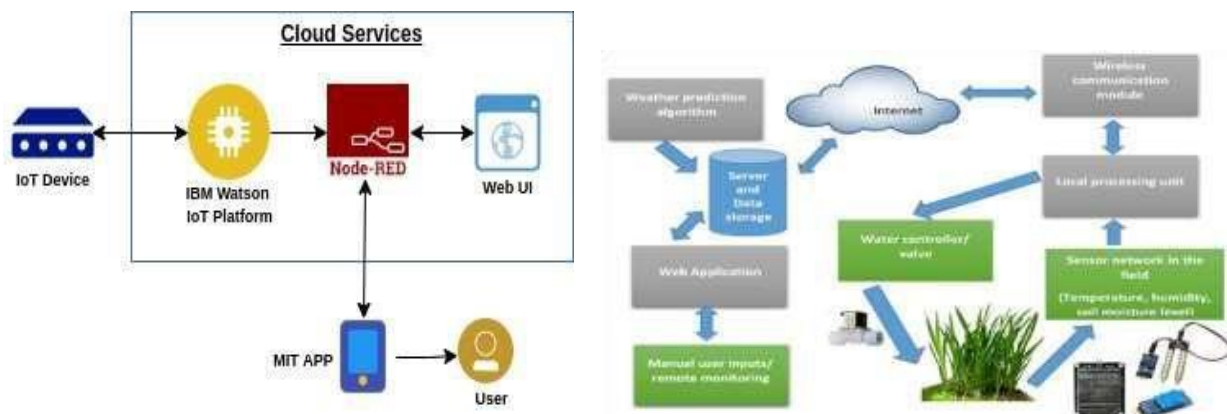 Cloud Services
IoT Device
IBM Watson
IoT Platform
Node-RED
Web UI
MIT APP
User
Weather prediction
algorithm
Internet
Wireless
communication
module
Server
and
Data
storage
Local processing unit
Water controller/
valve
Web Application
Sensor network in the
field
(Temperature, humidity,
soil moisture level)
Manual user inputs/
remote monitoring